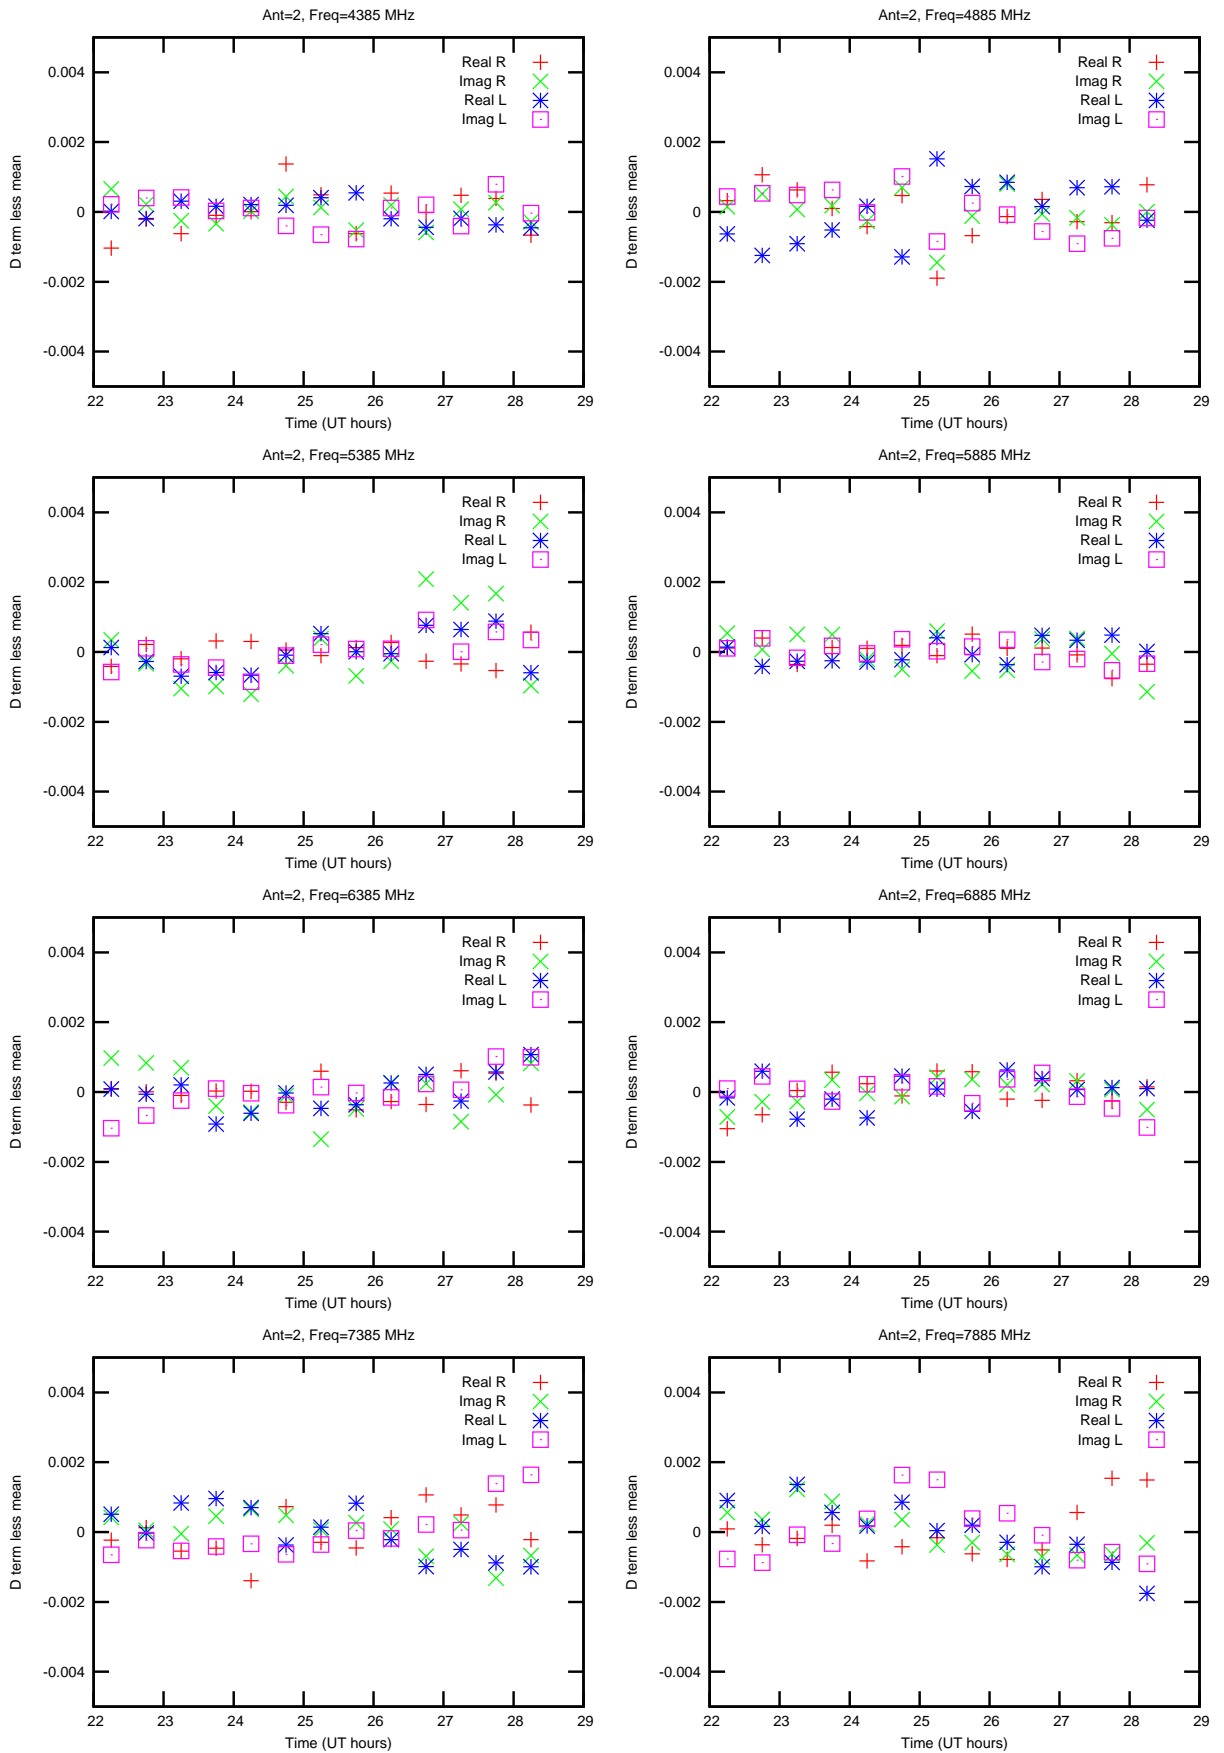 Ant=2, Freq=4385 MHz
0.004
0.002
0
-0.002
-0.004
D term less mean
Real R
Imag R
Real L
Imag L
22 23 24 25 26 27 28 29
Time (UT hours)
Ant=2, Freq=4885 MHz
0.004
0.002
0
-0.002
-0.004
D term less mean
Real R
Imag R
Real L
Imag L
22 23 24 25 26 27 28 29
Time (UT hours)
Ant=2, Freq=5385 MHz
0.004
0.002
0
-0.002
-0.004
D term less mean
Real R
Imag R
Real L
Imag L
22 23 24 25 26 27 28 29
Time (UT hours)
Ant=2, Freq=5885 MHz
0.004
0.002
0
-0.002
-0.004
D term less mean
Real R
Imag R
Real L
Imag L
22 23 24 25 26 27 28 29
Time (UT hours)
Ant=2, Freq=6385 MHz
0.004
0.002
0
-0.002
-0.004
D term less mean
Real R
Imag R
Real L
Imag L
22 23 24 25 26 27 28 29
Time (UT hours)
Ant=2, Freq=6885 MHz
0.004
0.002
0
-0.002
-0.004
D term less mean
Real R
Imag R
Real L
Imag L
22 23 24 25 26 27 28 29
Time (UT hours)
Ant=2, Freq=7385 MHz
0.004
0.002
0
-0.002
-0.004
D term less mean
Real R
Imag R
Real L
Imag L
22 23 24 25 26 27 28 29
Time (UT hours)
Ant=2, Freq=7885 MHz
0.004
0.002
0
-0.002
-0.004
D term less mean
Real R
Imag R
Real L
Imag L
22 23 24 25 26 27 28 29
Time (UT hours)